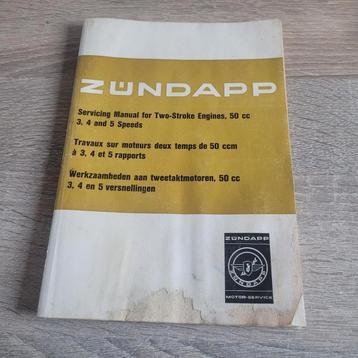 ZÜNDAPP
Servicing Manual for Two-Stroke Engines, 50 cc
3, 4 and 5 Speeds
Travaux sur moteurs deux temps de 50 ccm
à 3, 4 et 5 rapports
Werkzaamheden aan tweetaktmotoren, 50 cc
3, 4 en 5 versnellingen
ZÜNDAPP
ZÜNDAPP
MOTOR-SERVICE